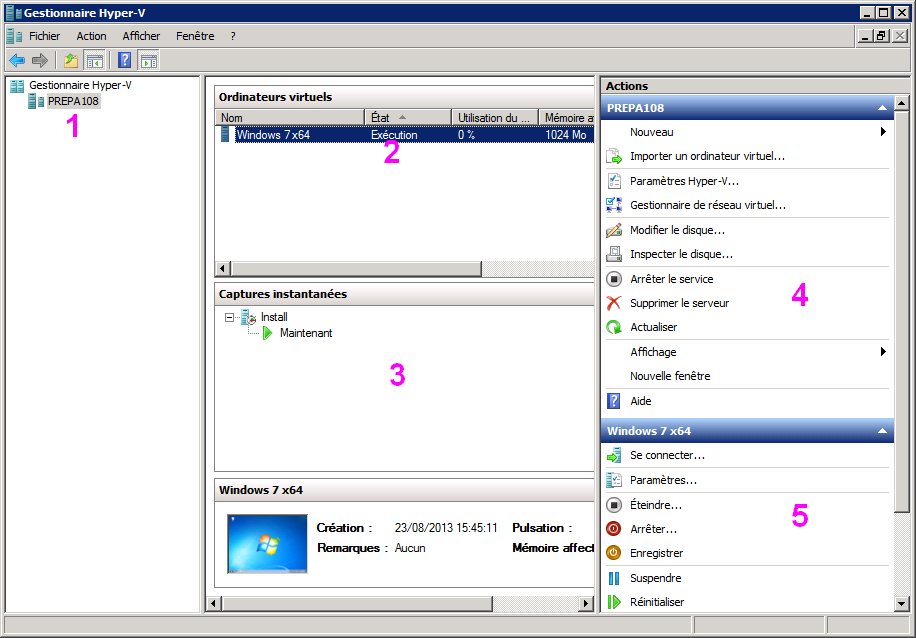 Gestionnaire Hyper-V
Fichier Action Afficher Fenêtre ?
Gestionnaire Hyper-V
PREPA108
1
Ordinateurs virtuels
Nom État Utilisation du ... Mémoire a
Windows 7 x64 Exécution 0 % 1024 Mo
2
Captures instantanées
Install
Maintenant
3
Windows 7 x64
Création : 23/08/2013 15:45:11 Pulsation :
Remarques : Aucun Mémoire affect
Actions
PREPA108
Nouveau
Importer un ordinateur virtuel...
Paramètres Hyper-V...
Gestionnaire de réseau virtuel...
Modifier le disque...
Inspecter le disque...
Arrêter le service
Supprimer le serveur
4
Actualiser
Affichage
Nouvelle fenêtre
Aide
Windows 7 x64
Se connecter...
Paramètres...
Éteindre...
5
Arrêter...
Enregistrer
Suspendre
Réinitialiser